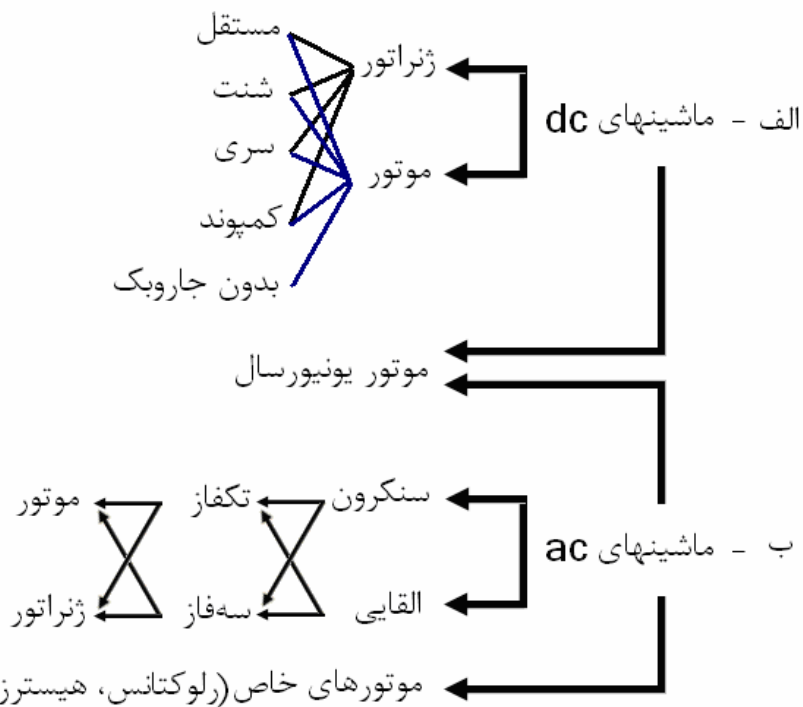 الف - ماشینهای dc
ژنراتور
موتور
مستقل
شنت
سری
کمپوند
بدون جاروبک
موتور یونیورسال
ب - ماشینهای ac
سنکرون
القایی
تکفاز
سه‌فاز
موتور
ژنراتور
موتورهای خاص(رلوکتانس، هیسترز